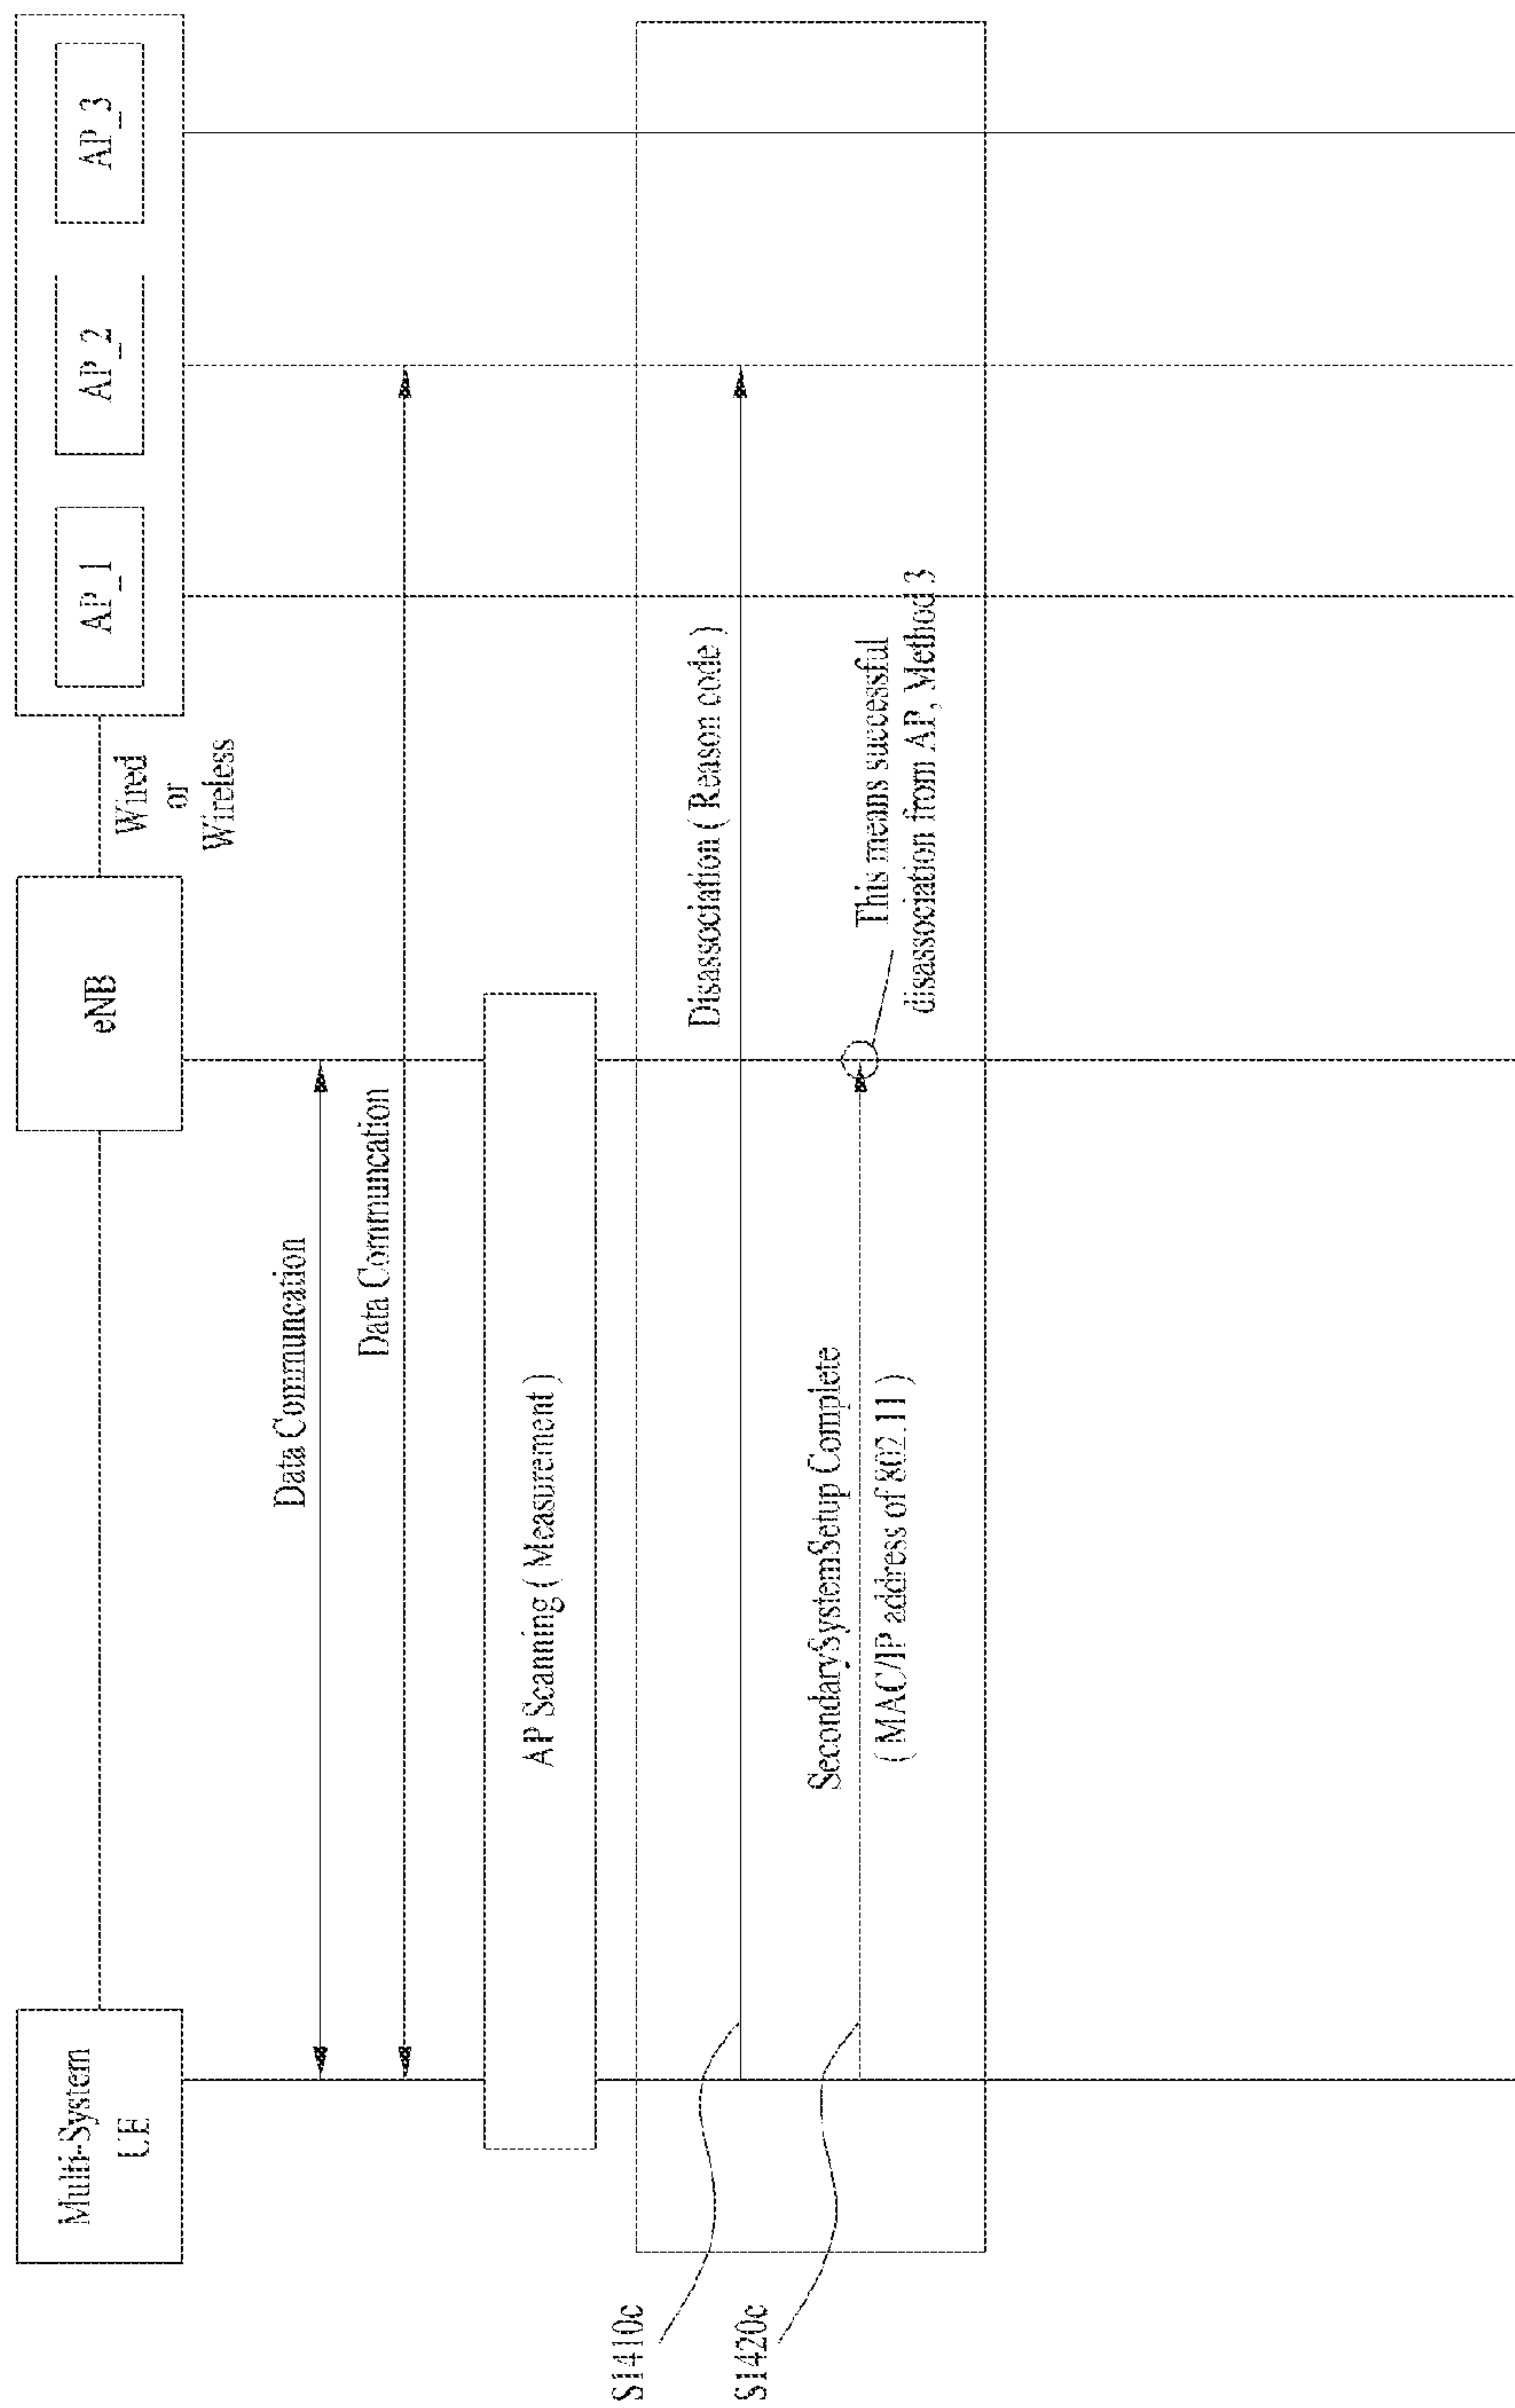 Multi-System
UE
eNB
Wired
or
Wireless
AP_1
AP_2
AP_3
Data Communcation
Data Communcation
AP Scanning ( Measurement )
S1410c
Disassociation ( Reason code )
S1420c
SecondarySystemSetup Complete
( MAC/IP address of 802.11 )
This means successful
disassociation from AP, Method 3